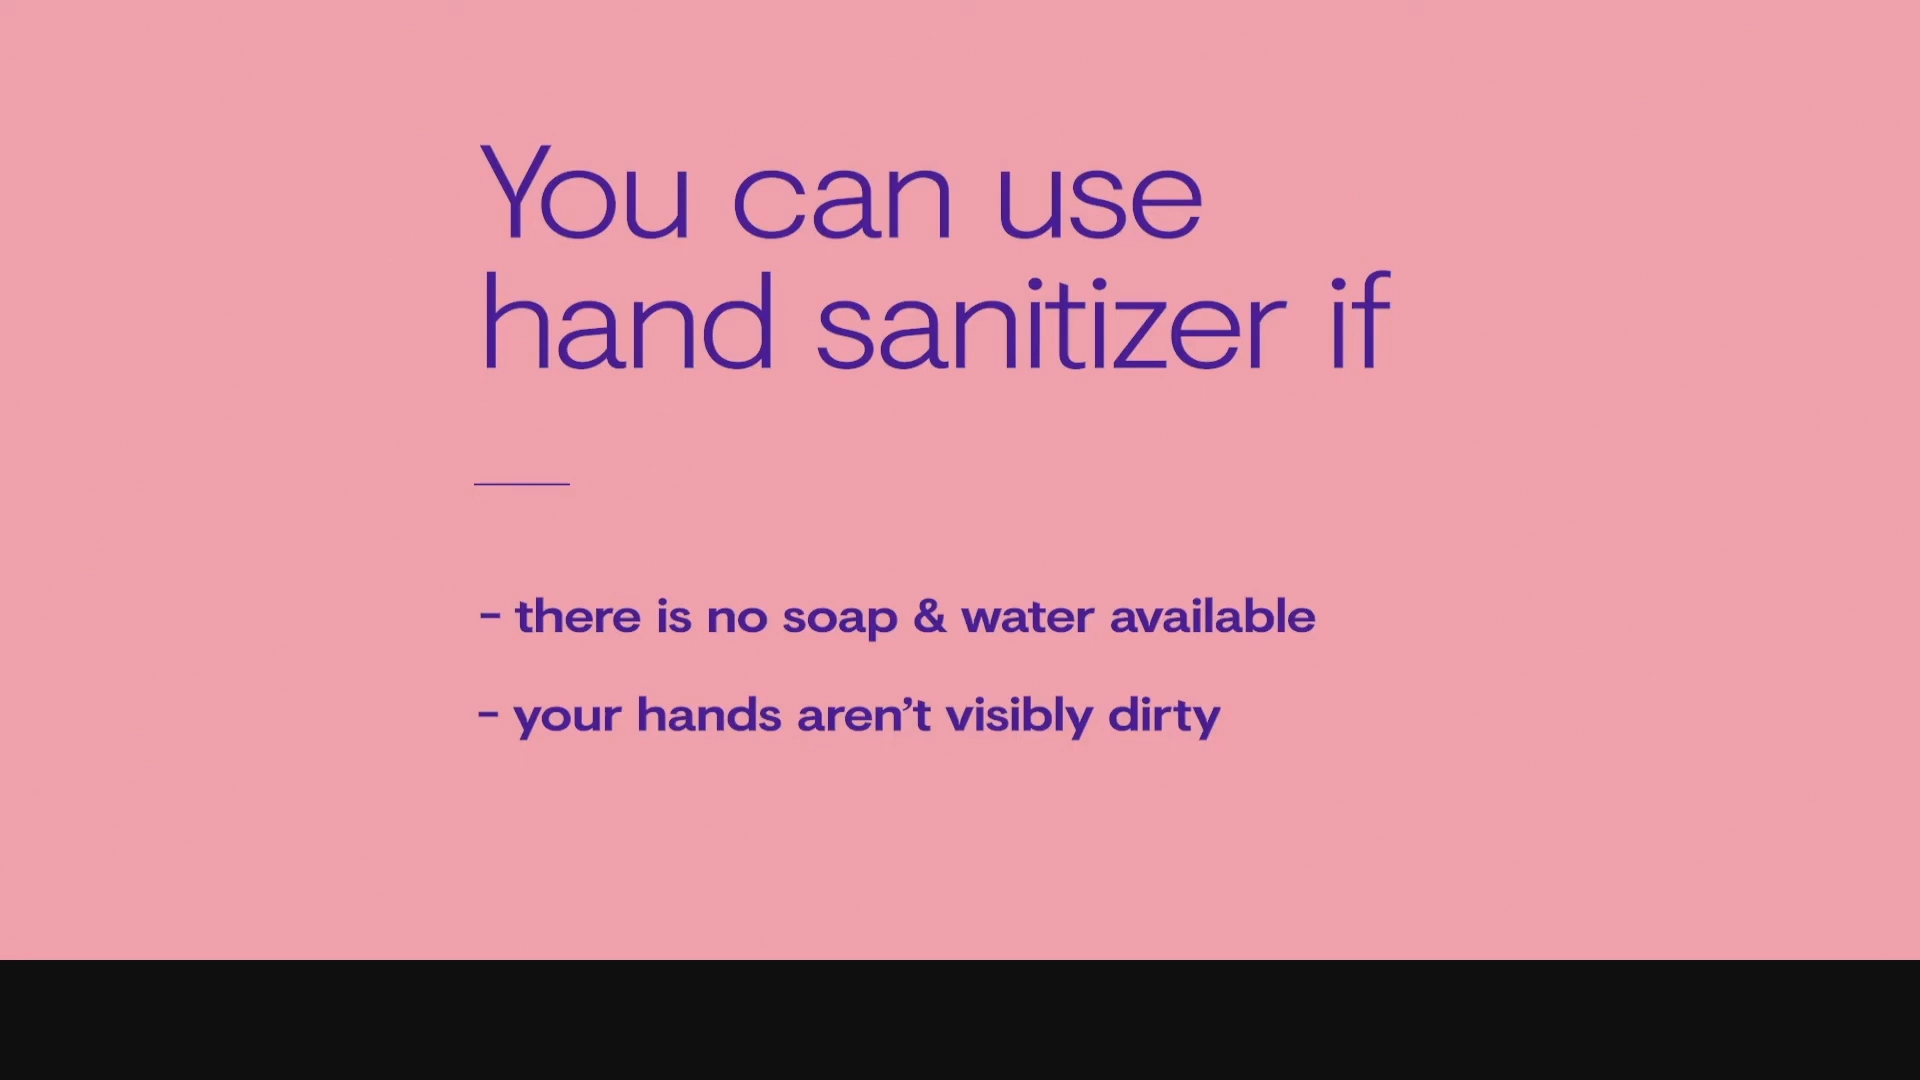 You can use
hand sanitizer if
- there is no soap & water available
- your hands aren’t visibly dirty